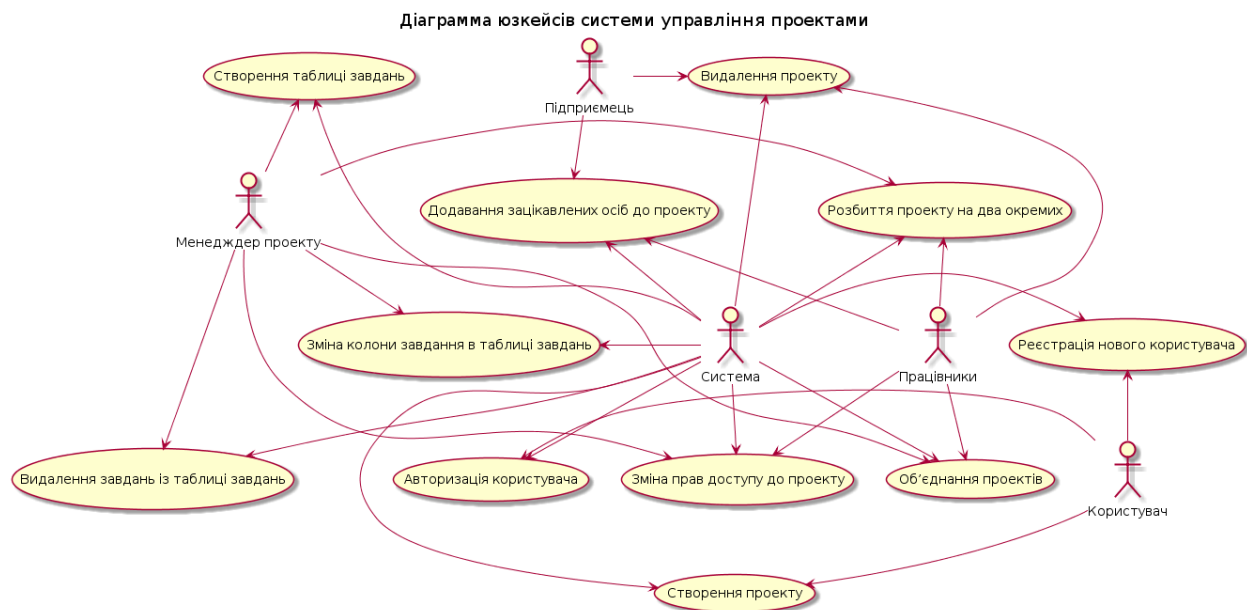 Діаграмма юзкейсів системи управління проектами
Створення таблиці завдань
Видалення проекту
Підприємець
Додавання зацікавлених осіб до проекту
Розбиття проекту на два окремих
Менедждер проекту
Зміна колони завдання в таблиці завдань
Реєстрація нового користувача
Система
Працівники
Видалення завдань із таблиці завдань
Авторизація користувача
Зміна прав доступу до проекту
Об'єднання проектів
Користувач
Створення проекту